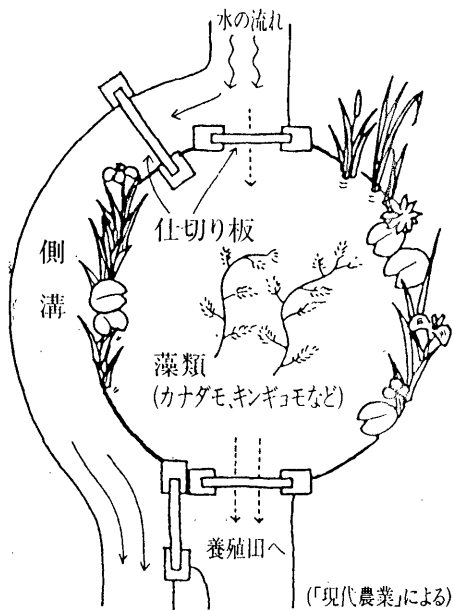 水の流れ
仕切り板
側溝
藻類
(カナダモ、キンギョモなど)
養殖田へ
(「現代農業」による)